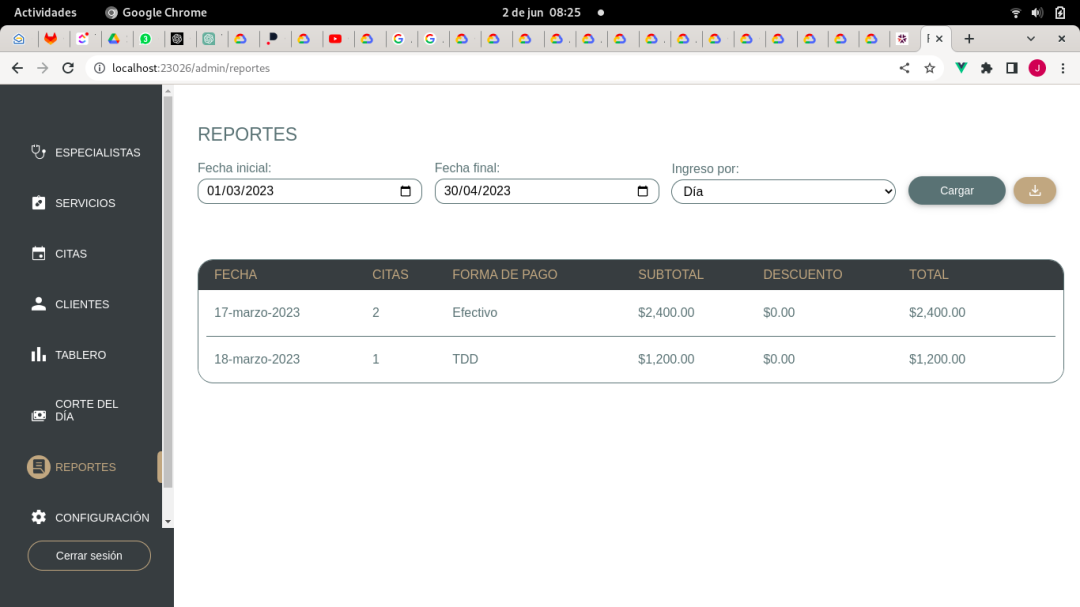 Actividades Google Chrome 2 de jun 08:25
localhost:23026/admin/reportes J
ESPECIALISTAS
SERVICIOS
CITAS
CLIENTES
TABLERO
CORTE DEL
DÍA
REPORTES
CONFIGURACIÓN
Cerrar sesión
REPORTES
Fecha inicial: Fecha final: Ingreso por:
01/03/2023 30/04/2023 Día Cargar
FECHA CITAS FORMA DE PAGO SUBTOTAL DESCUENTO TOTAL
17-marzo-2023 2 Efectivo $2,400.00 $0.00 $2,400.00
18-marzo-2023 1 TDD $1,200.00 $0.00 $1,200.00